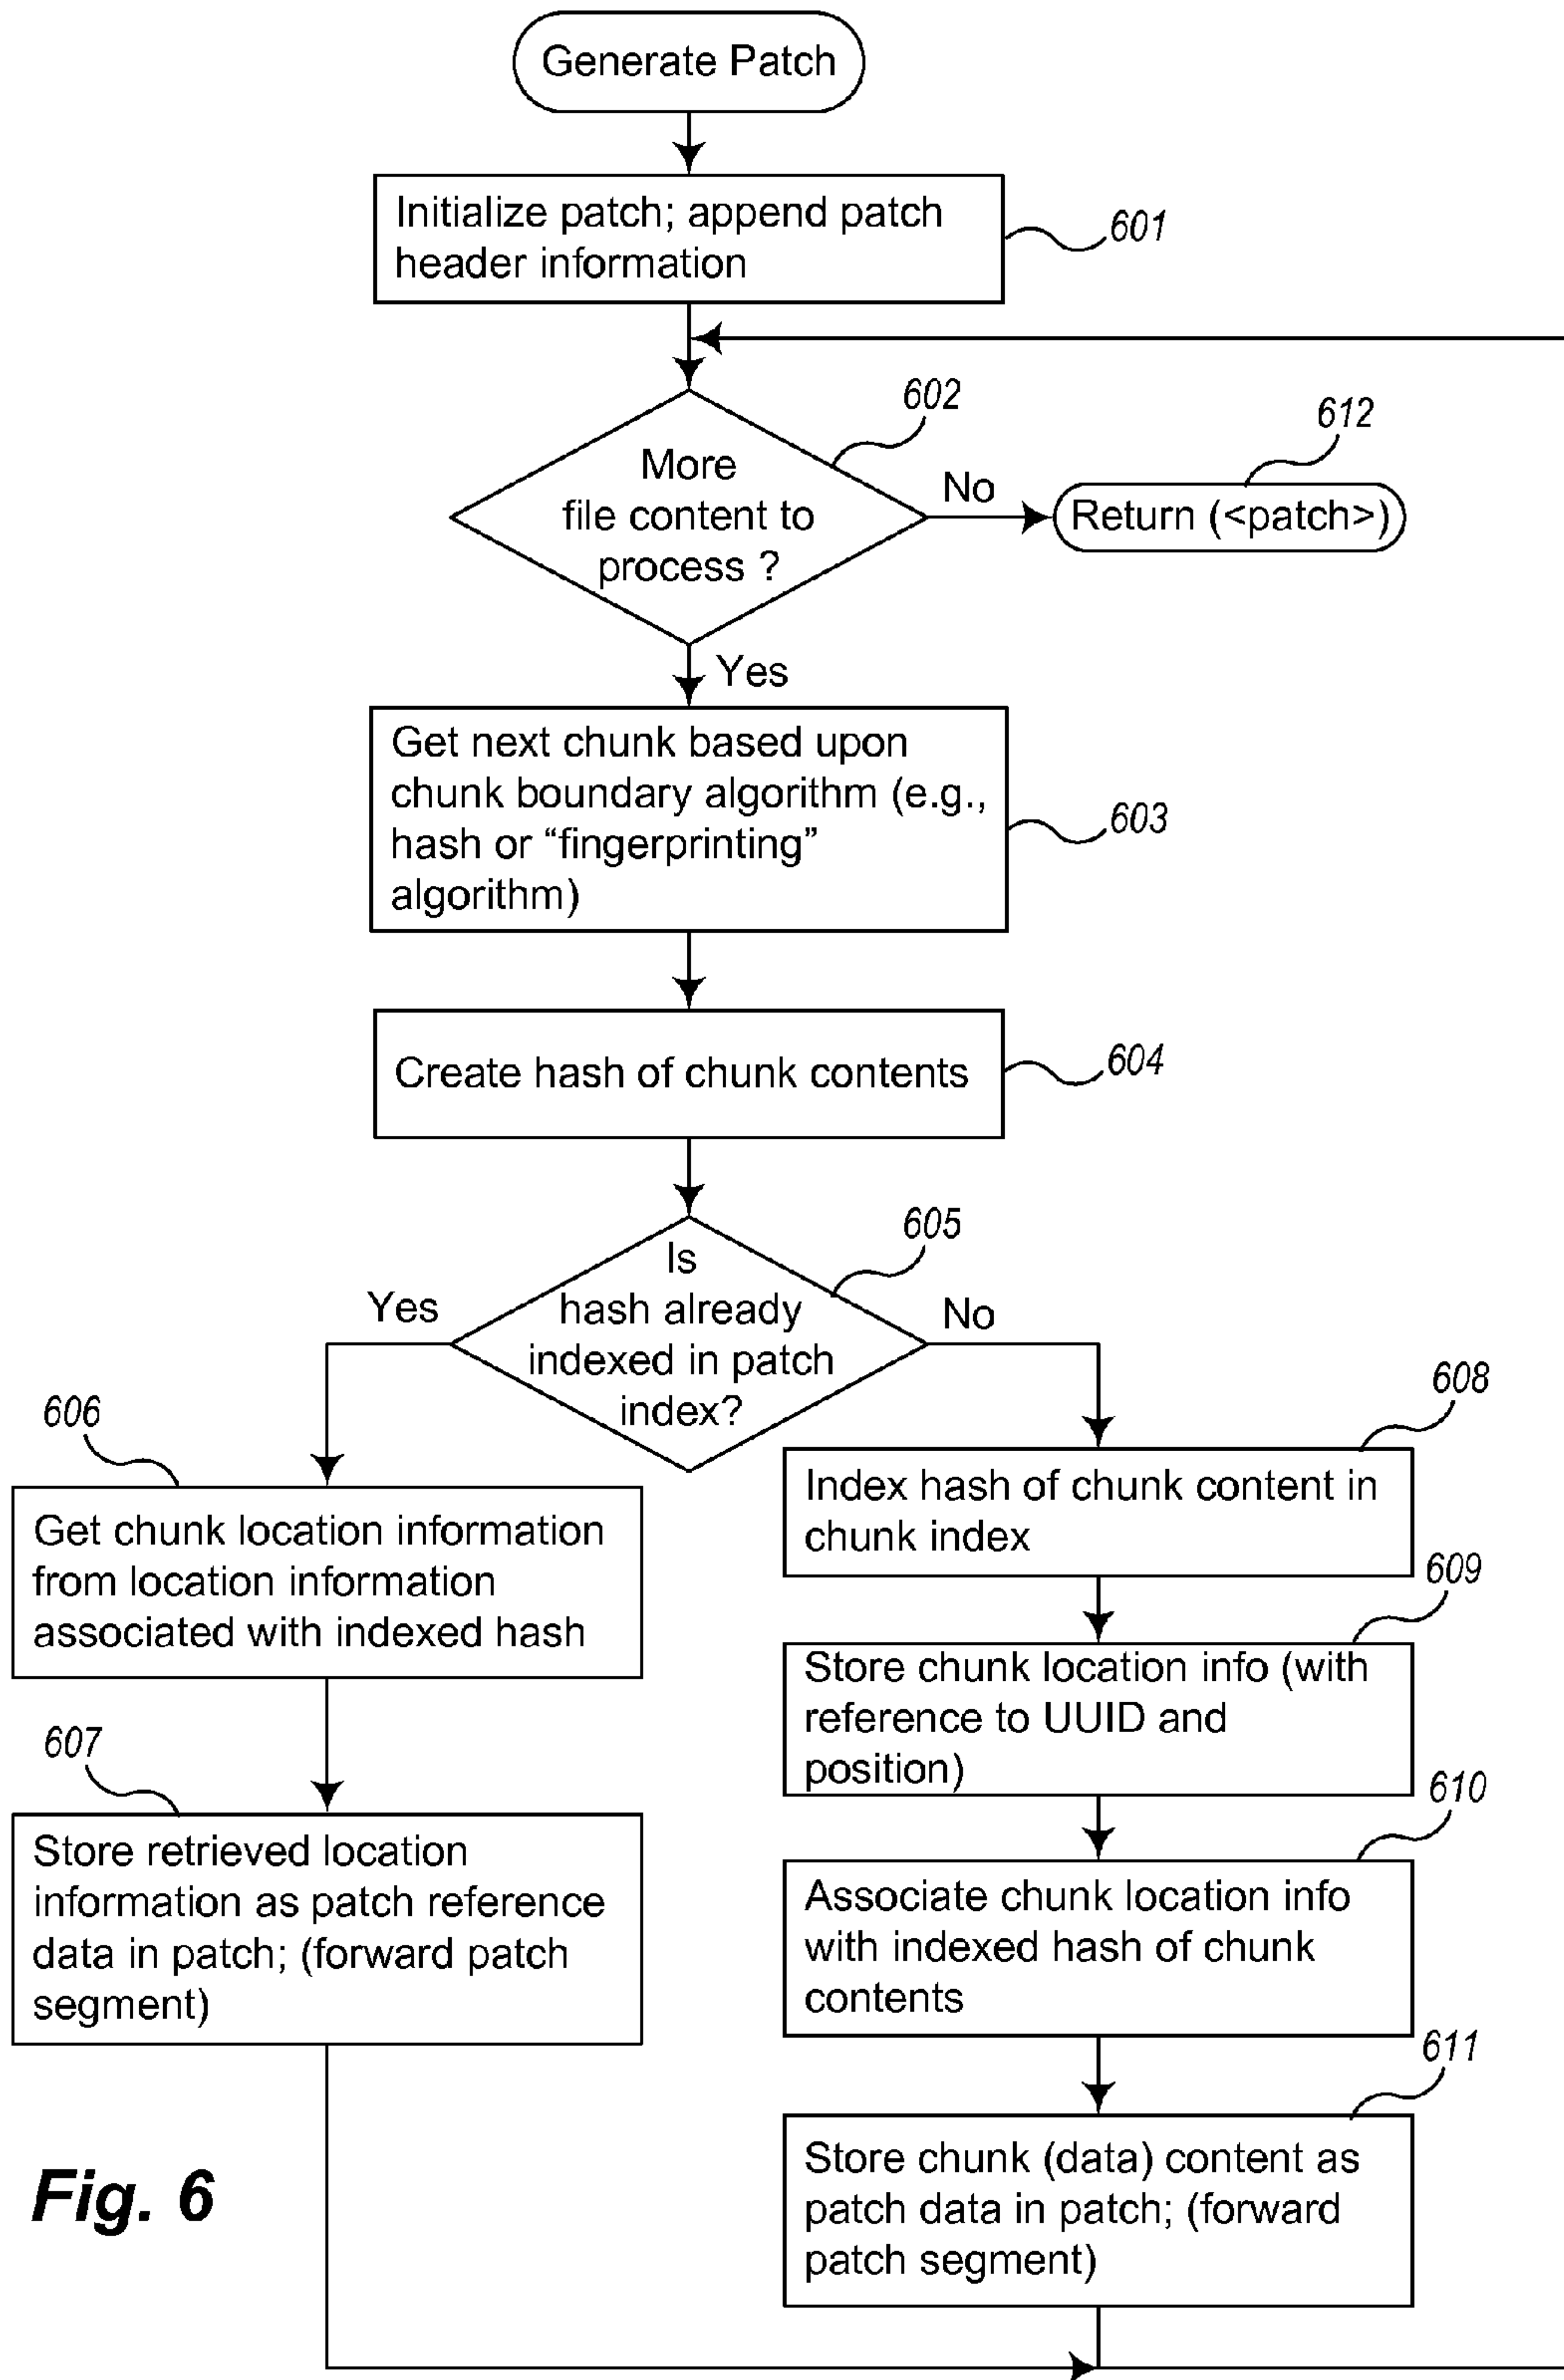 Generate Patch
Initialize patch; append patch
header information
601
602
More
file content to
process ?
No
612
Return (<patch>)
Yes
Get next chunk based upon
chunk boundary algorithm (e.g.,
hash or “fingerprinting”
algorithm)
603
Create hash of chunk contents
604
605
Is
hash already
indexed in patch
index?
Yes
No
606
Get chunk location information
from location information
associated with indexed hash
607
Store retrieved location
information as patch reference
data in patch; (forward patch
segment)
608
Index hash of chunk content in
chunk index
609
Store chunk location info (with
reference to UUID and
position)
610
Associate chunk location info
with indexed hash of chunk
contents
611
Store chunk (data) content as
patch data in patch; (forward
patch segment)
Fig. 6